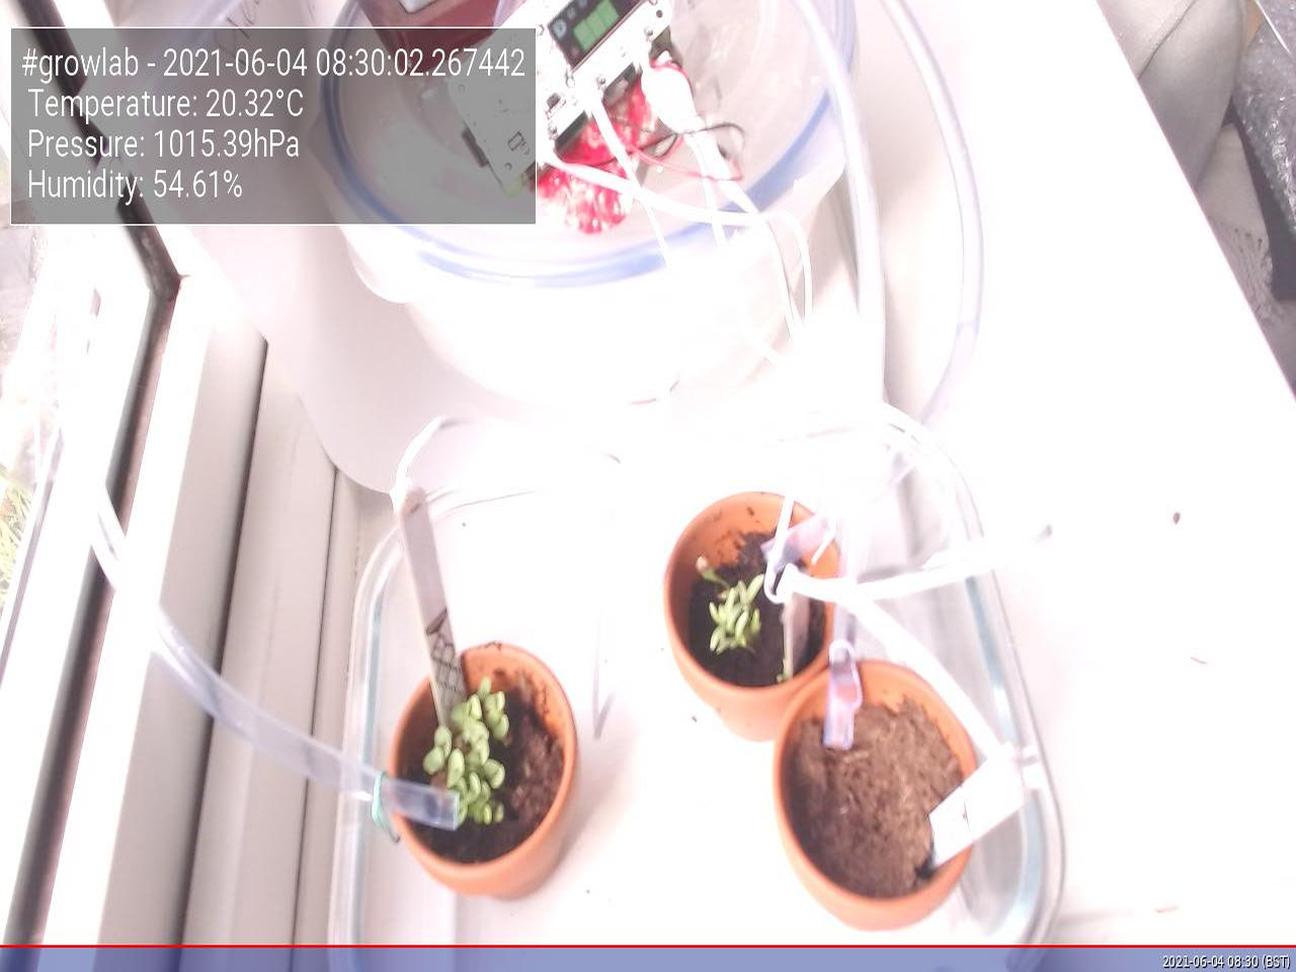 #growlab - 2021-06-04 08:30:02.267442
Temperature: 20.32°C
Pressure: 1015.39hPa
Humidity: 54.61%
2021-06-04 08:30 (BST)